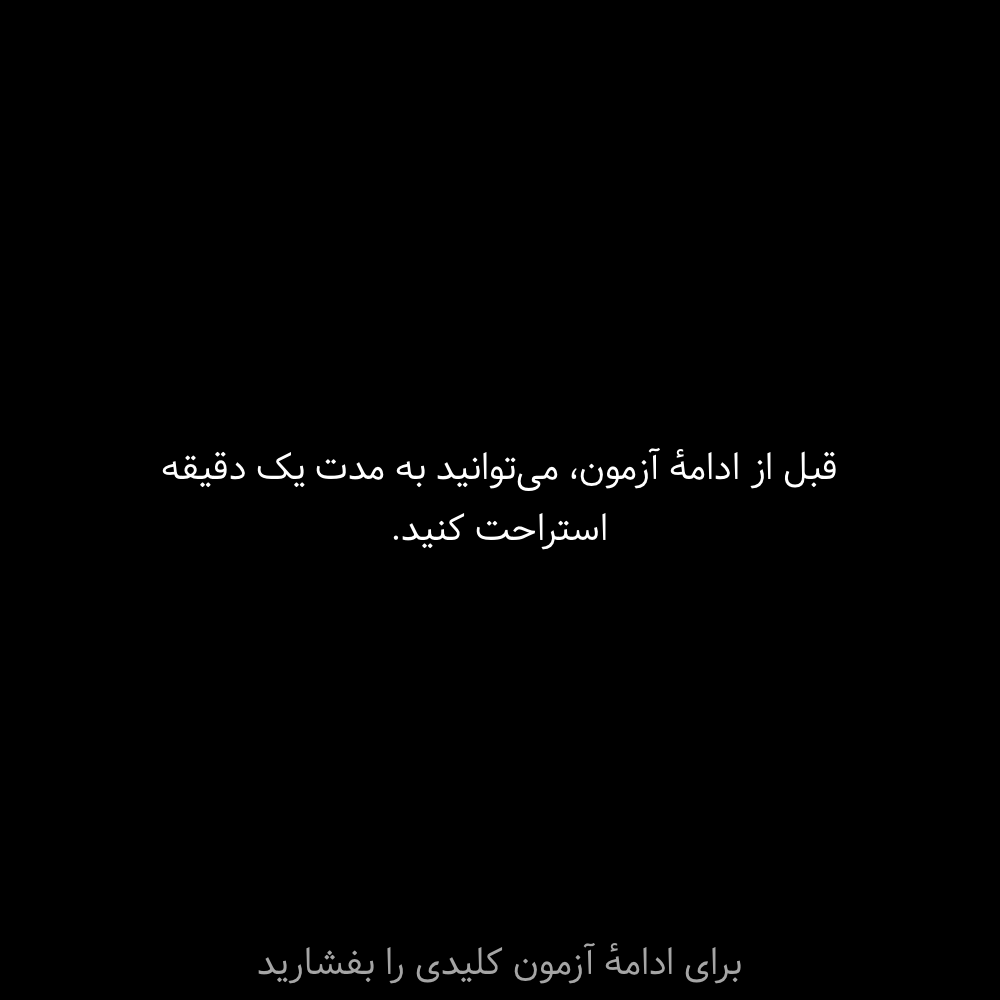 قبل از ادامهٔ آزمون، می‌توانید به مدت یک دقیقه
استراحت کنید.
برای ادامهٔ آزمون کلیدی را بفشارید